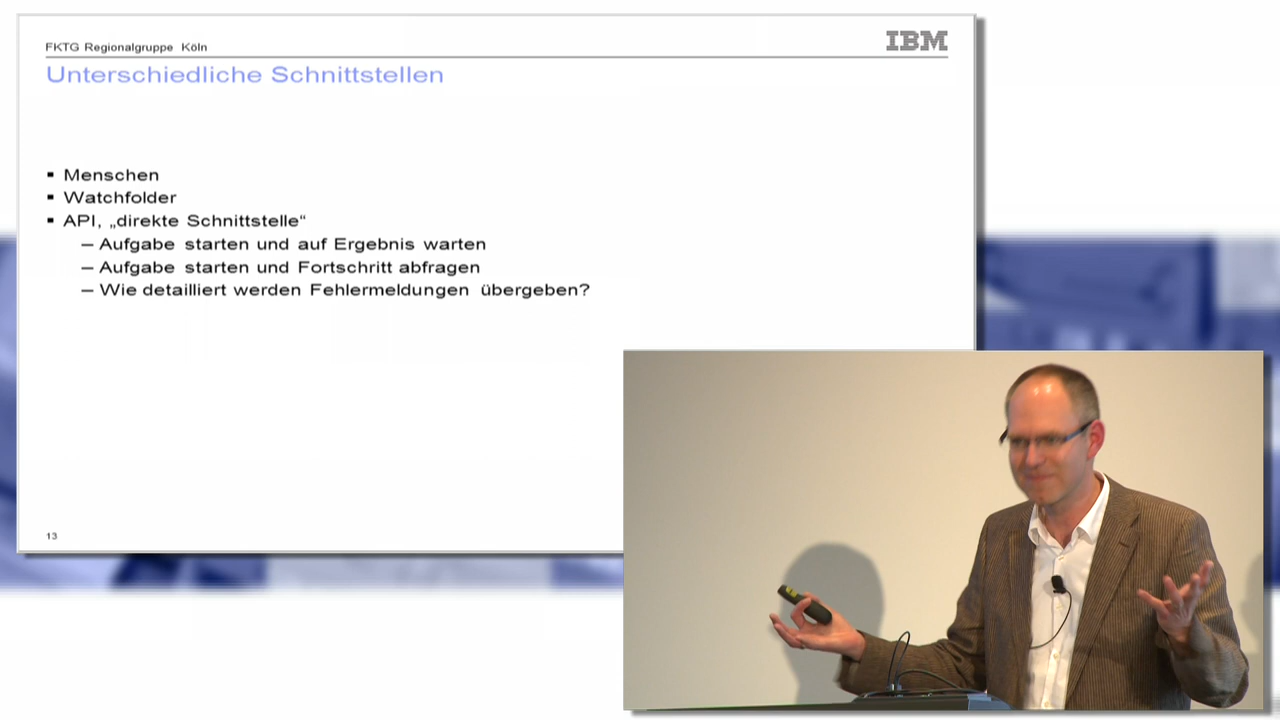 FKTG Regionalgruppe Köln
IBM
Unterschiedliche Schnittstellen
▪ Menschen
▪ Watchfolder
▪ API, „direkte Schnittstelle“
– Aufgabe starten und auf Ergebnis warten
– Aufgabe starten und Fortschritt abfragen
– Wie detailliert werden Fehlermeldungen übergeben?
13